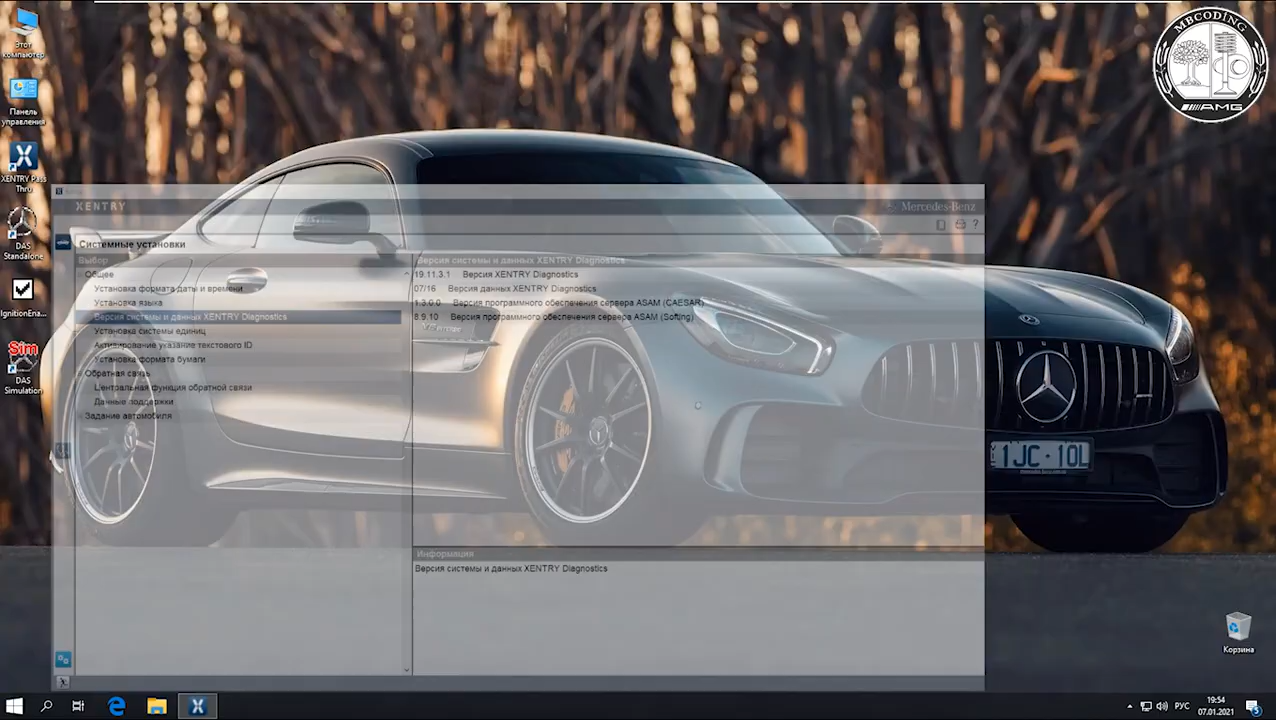 MBCODING
AMG
Этот
компьютер
Панель
управления
XENTRY Pass
Thru
DAS
Standalone
IgnitionEna...
Sim
DAS
Simulation
XENTRY
Mercedes-Benz
?
Системные установки
Выбор
Общее
Установка формата даты и времени
Установка языка
Версия системы и данных XENTRY Diagnostics
Установка системы единиц
Активирование указание текстового ID
Установка формата бумаги
Обратная связь
Центральная функция обратной связи
Данные поддержки
Задание автомобиля
Версия системы и данных XENTRY Diagnostics
19.11.3.1 Версия XENTRY Diagnostics
07/16 Версия данных XENTRY Diagnostics
1.3.0.0 Версия программного обеспечения сервера ASAM (CAESAR)
8.9.10 Версия программного обеспечения сервера ASAM (Softing)
1JC·10L
Информация
Версия системы и данных XENTRY Diagnostics
Корзина
РУС
19:54
07.01.2021